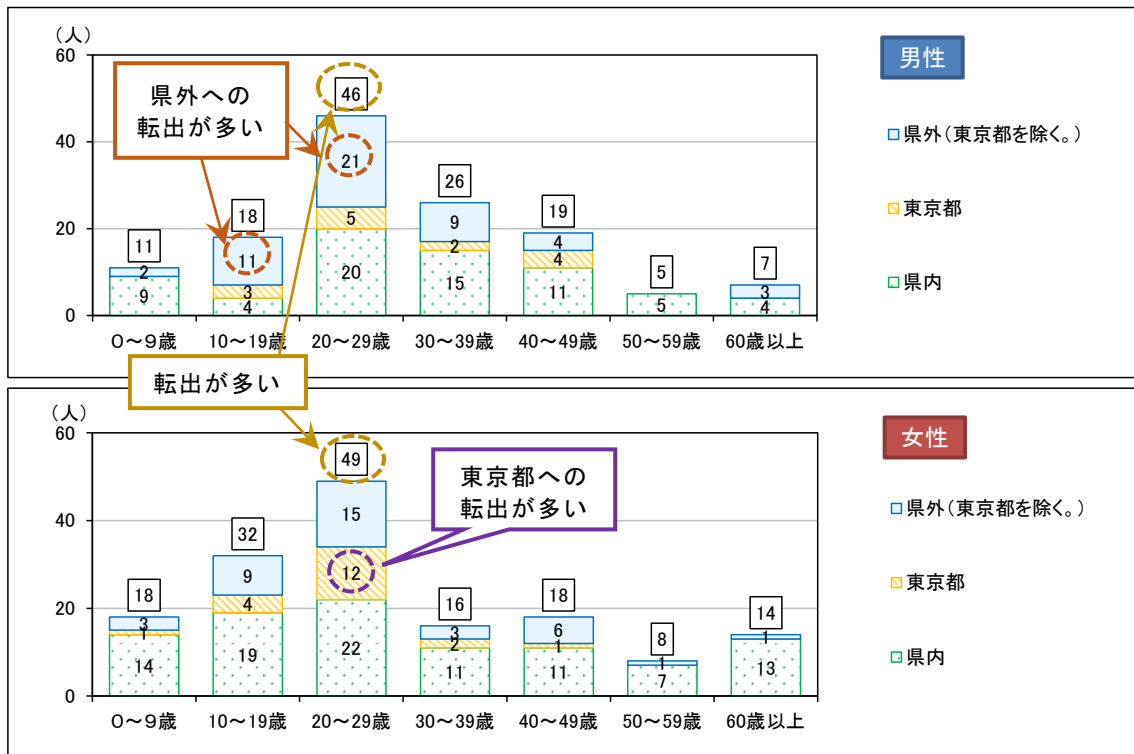 (人)
60
40
20
0
男性
県外への
転出が多い
県外(東京都を除く。)
東京都
県内
11
2
9
18
11
3
4
46
21
5
20
26
9
2
15
19
4
4
11
5
5
7
3
4
0～9歳
10～19歳
20～29歳
30～39歳
40～49歳
50～59歳
60歳以上
転出が多い
(人)
60
40
20
0
女性
東京都への
転出が多い
県外(東京都を除く。)
東京都
県内
18
3
1
14
32
9
4
19
49
15
12
22
16
3
2
11
18
6
1
11
8
1
7
14
1
13
0～9歳
10～19歳
20～29歳
30～39歳
40～49歳
50～59歳
60歳以上